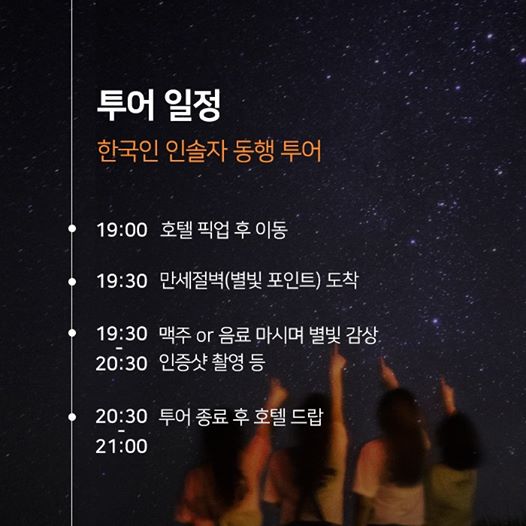 투어 일정
한국인 인솔자 동행 투어
19:00 호텔 픽업 후 이동
19:30 만세절벽(별빛 포인트) 도착
19:30 맥주 or 음료 마시며 별빛 감상
-
20:30 인증샷 촬영 등
20:30 투어 종료 후 호텔 드랍
-
21:00